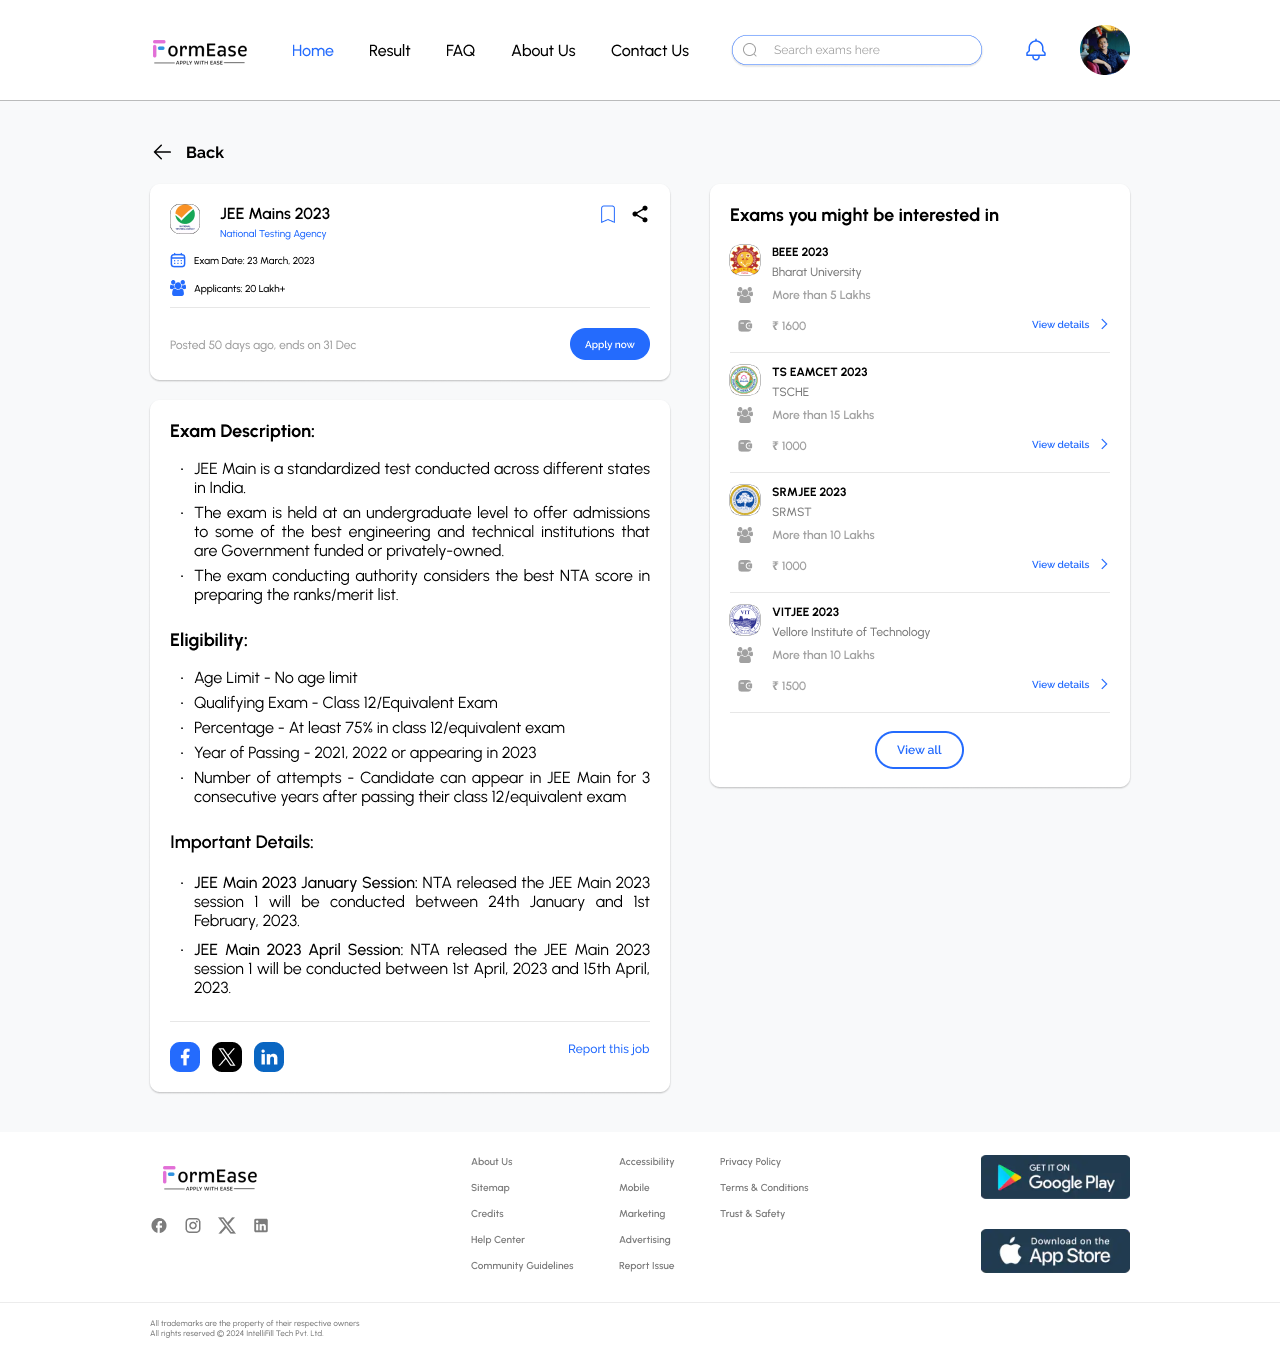 FormEase
APPLY WITH EASE
Home
Result
FAQ
About Us
Contact Us
Search exams here
Back
JEE Mains 2023
National Testing Agency
Exam Date: 23 March, 2023
Applicants: 20 Lakh+
Posted 50 days ago, ends on 31 Dec
Apply now
Exam Description:
· JEE Main is a standardized test conducted across different states
in India.
· The exam is held at an undergraduate level to offer admissions
to some of the best engineering and technical institutions that
are Government funded or privately-owned.
· The exam conducting authority considers the best NTA score in
preparing the ranks/merit list.
Eligibility:
· Age Limit - No age limit
· Qualifying Exam - Class 12/Equivalent Exam
· Percentage - At least 75% in class 12/equivalent exam
· Year of Passing - 2021, 2022 or appearing in 2023
· Number of attempts - Candidate can appear in JEE Main for 3
consecutive years after passing their class 12/equivalent exam
Important Details:
· JEE Main 2023 January Session: NTA released the JEE Main 2023
session 1 will be conducted between 24th January and 1st
February, 2023.
· JEE Main 2023 April Session: NTA released the JEE Main 2023
session 1 will be conducted between 1st April, 2023 and 15th April,
2023.
Report this job
Exams you might be interested in
BEEE 2023
Bharat University
More than 5 Lakhs
₹ 1600
View details
TS EAMCET 2023
TSCHE
More than 15 Lakhs
₹ 1000
View details
SRMJEE 2023
SRMST
More than 10 Lakhs
₹ 1000
View details
VIT
VITJEE 2023
Vellore Institute of Technology
More than 10 Lakhs
₹ 1500
View details
View all
FormEase
APPLY WITH EASE
About Us
Sitemap
Credits
Help Center
Community Guidelines
Accessibility
Mobile
Marketing
Advertising
Report Issue
Privacy Policy
Terms & Conditions
Trust & Safety
GET IT ON
Google Play
Download on the
App Store
All trademarks are the property of their respective owners
All rights reserved © 2024 IntelliFill Tech Pvt. Ltd.